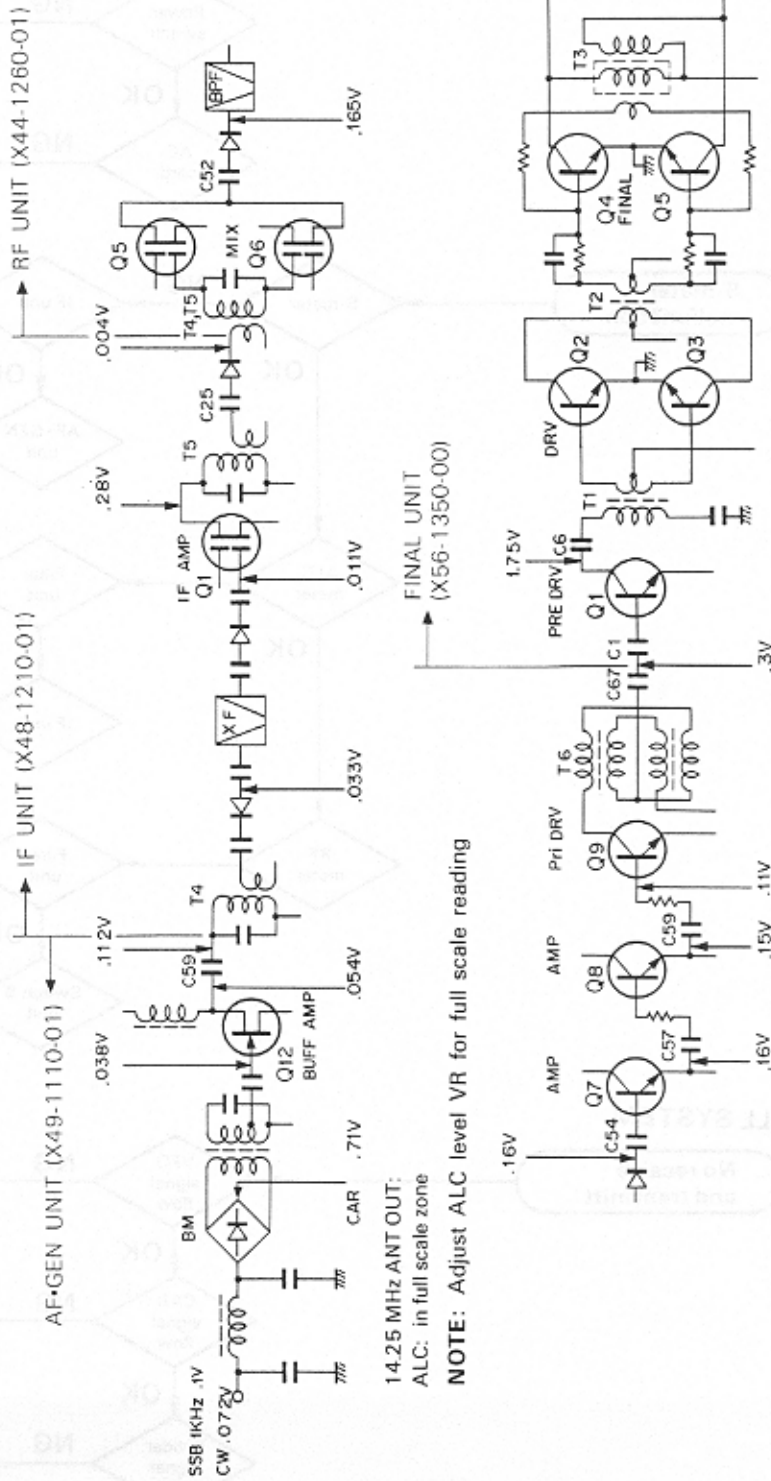 AF•GEN UNIT (X49-1110-01)
IF UNIT (X48-1210-01)
RF UNIT (X44-1260-01)
.038V
.112V
.28V
.004V
SSB 1KHz .1V
CW .072V
BM
CAR
.71V
Q12
BUFF AMP
C59
.054V
T4
.033V
XF
.011V
IF AMP
Q1
T5
C25
T4,T5
Q5
MIX
Q6
C52
BPF
.165V
14.25 MHz ANT OUT:
ALC: in full scale zone
NOTE: Adjust ALC level VR for full scale reading
FINAL UNIT
(X56-1350-00)
.16V
C54
AMP
Q7
.16V
C57
AMP
Q8
.15V
C59
.11V
Pri DRV
Q9
T6
C67
C1
.3V
PRE DRV
Q1
1.75V
C6
T1
DRV
Q2
Q3
T2
Q4
FINAL
Q5
T3